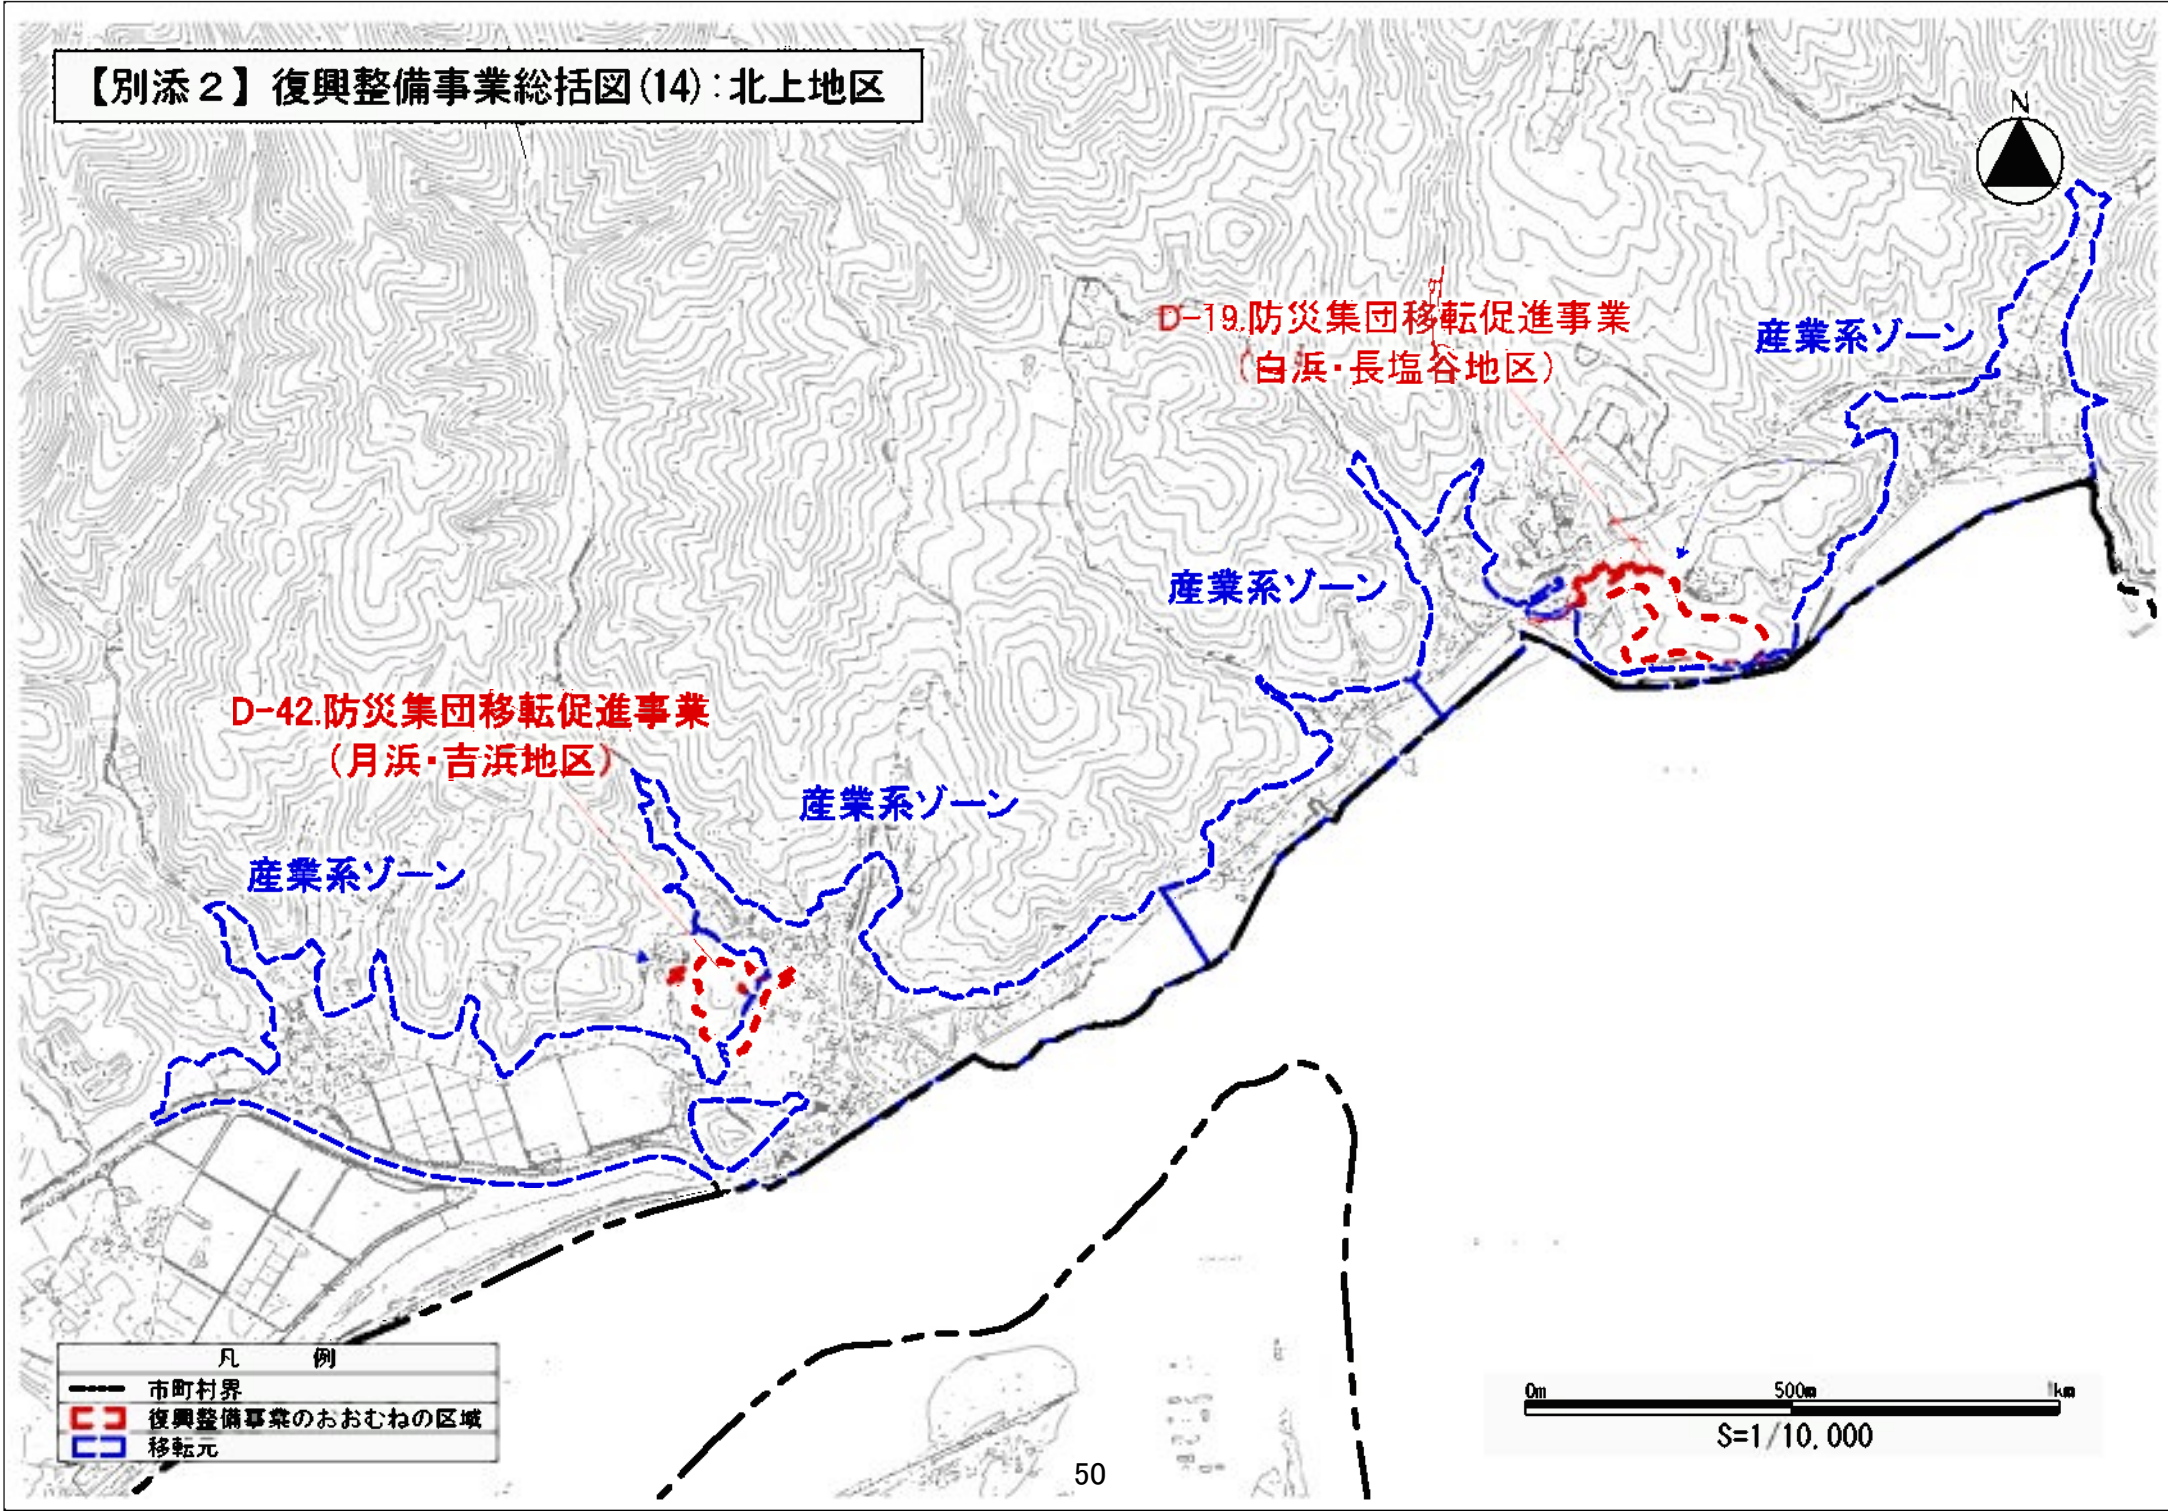 【別添２】復興整備事業総括図(14):北上地区
N
D-19.防災集団移転促進事業
（白浜・長塩谷地区）
産業系ゾーン
産業系ゾーン
D-42.防災集団移転促進事業
（月浜・吉浜地区）
産業系ゾーン
産業系ゾーン
凡　例
市町村界
復興整備事業のおおむねの区域
移転元
0m 500m 1km
S=1/10,000
50